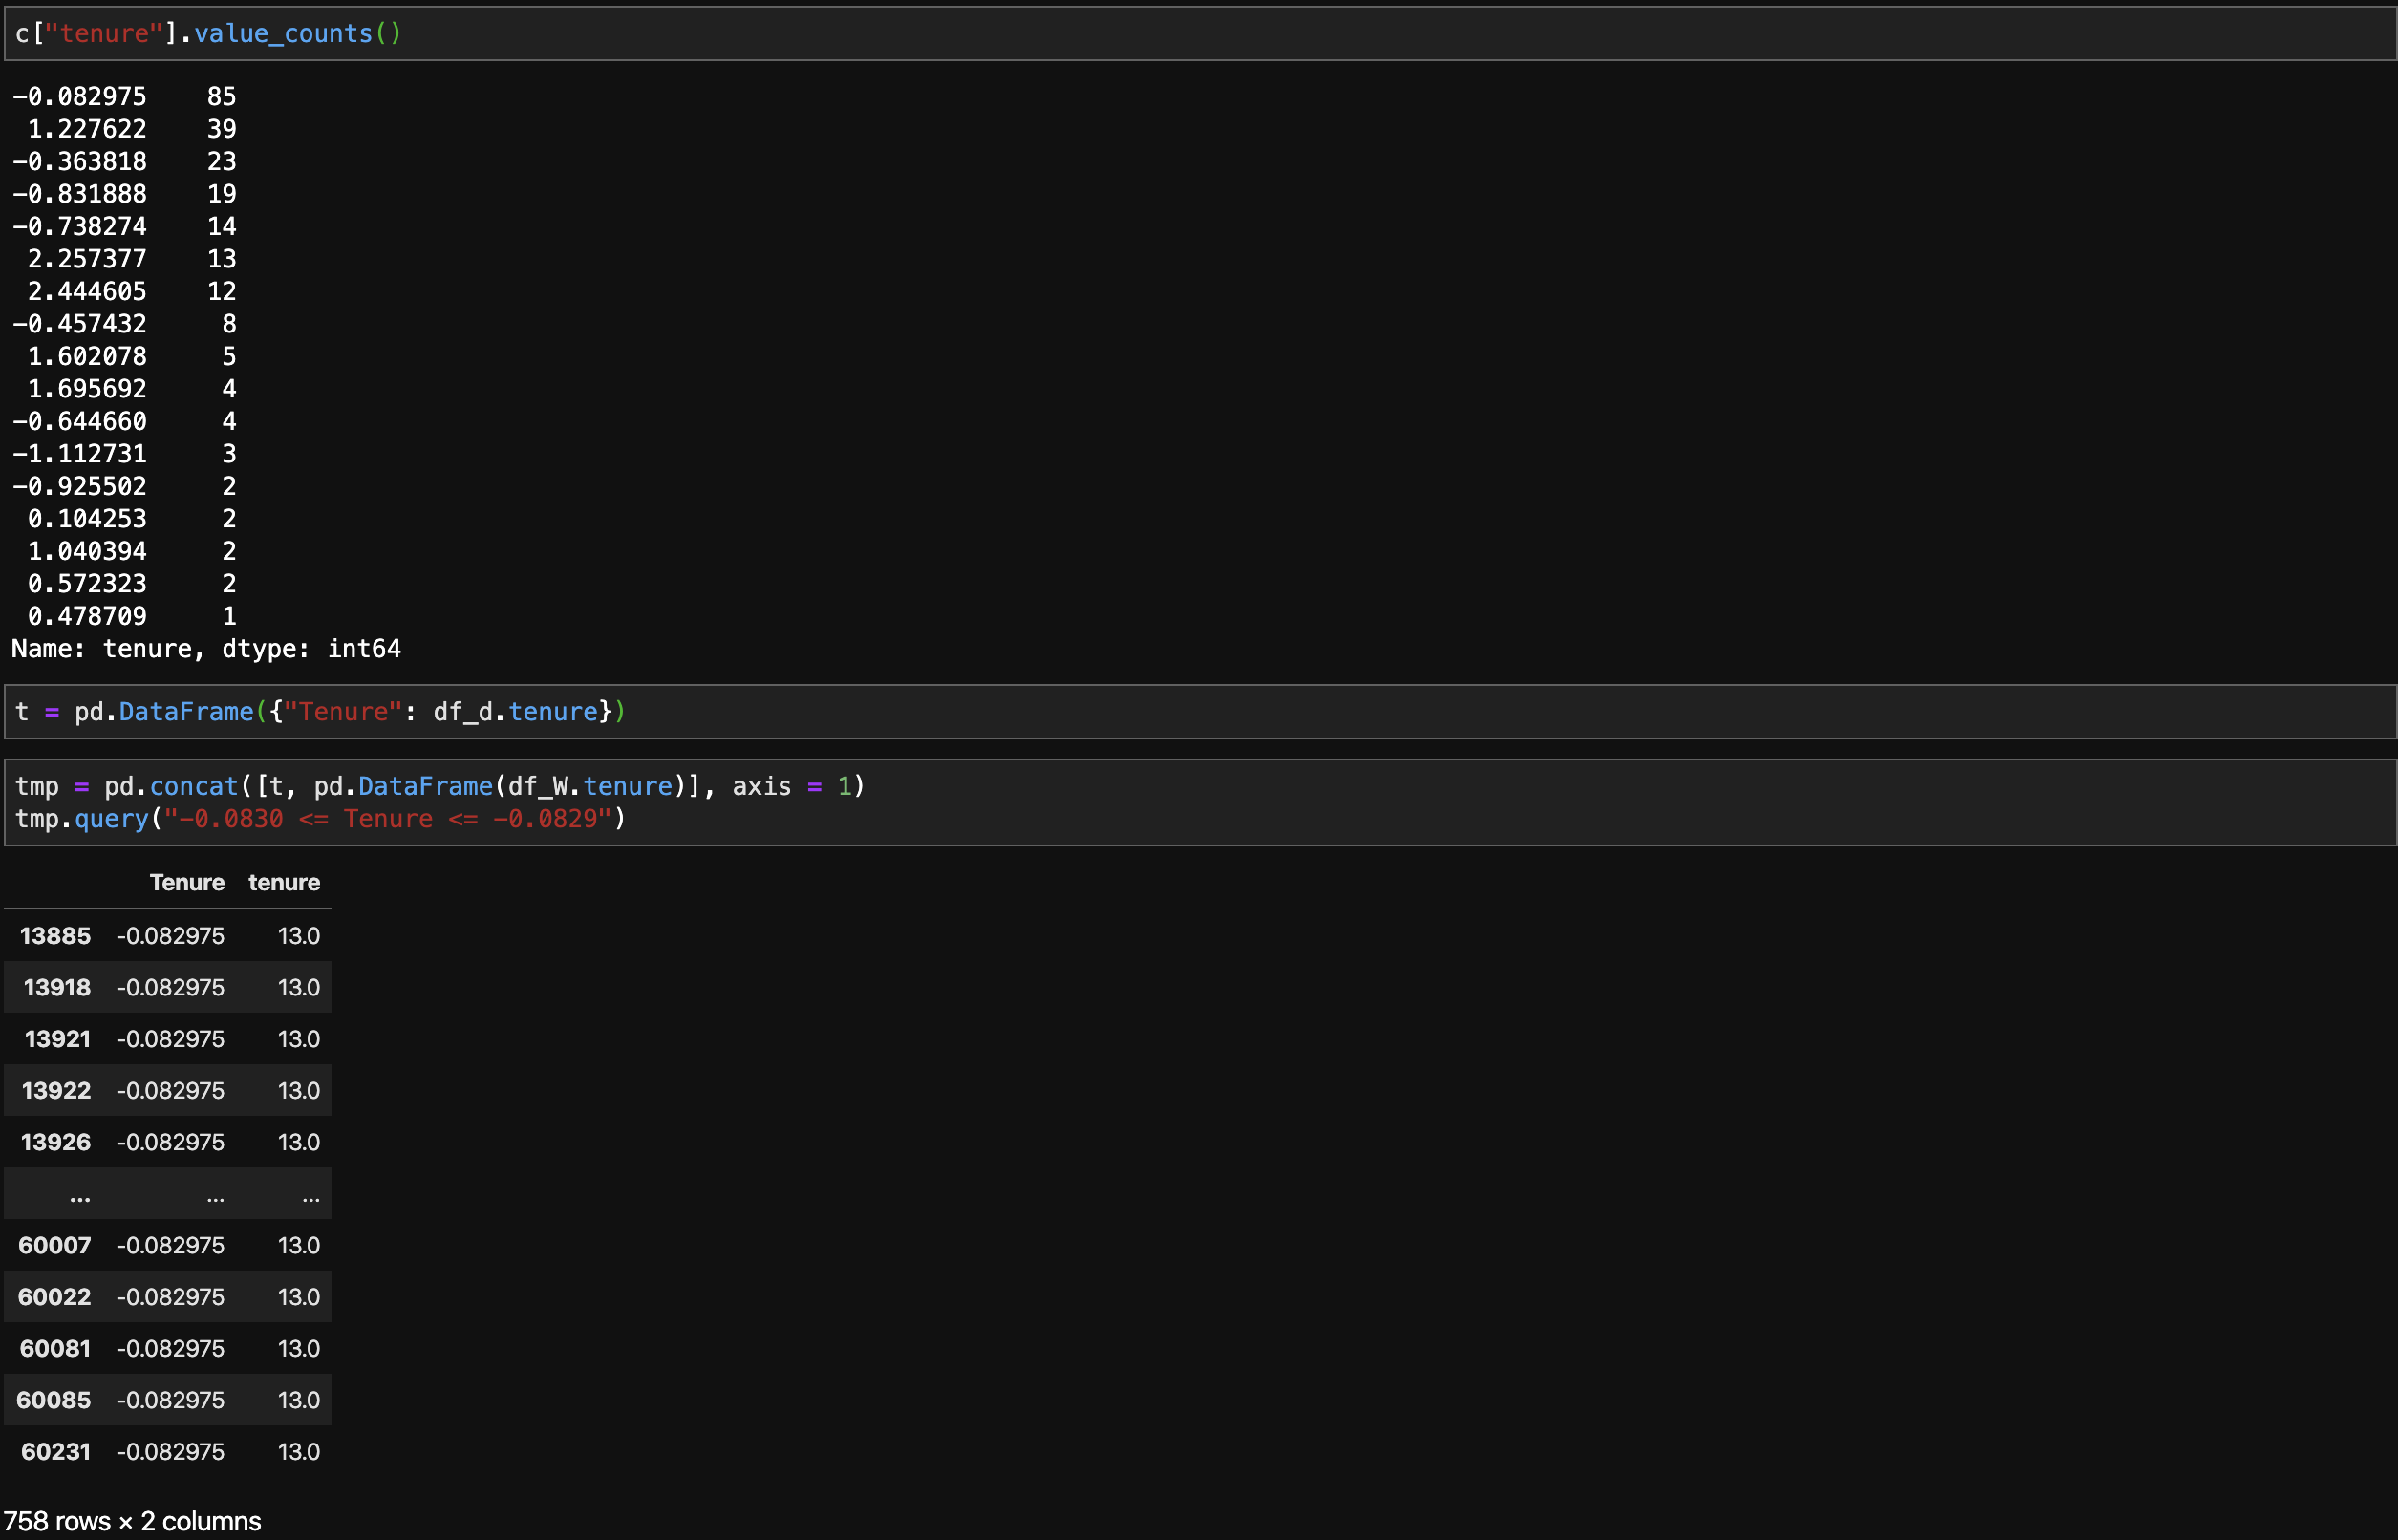 c["tenure"].value_counts()
-0.082975    85
 1.227622    39
-0.363818    23
-0.831888    19
-0.738274    14
 2.257377    13
 2.444605    12
-0.457432     8
 1.602078     5
 1.695692     4
-0.644660     4
-1.112731     3
-0.925502     2
 0.104253     2
 1.040394     2
 0.572323     2
 0.478709     1
Name: tenure, dtype: int64
t = pd.DataFrame({"Tenure": df_d.tenure})
tmp = pd.concat([t, pd.DataFrame(df_W.tenure)], axis = 1)
tmp.query("-0.0830 <= Tenure <= -0.0829")
Tenure tenure
13885 -0.082975 13.0
13918 -0.082975 13.0
13921 -0.082975 13.0
13922 -0.082975 13.0
13926 -0.082975 13.0
... ... ...
60007 -0.082975 13.0
60022 -0.082975 13.0
60081 -0.082975 13.0
60085 -0.082975 13.0
60231 -0.082975 13.0
758 rows × 2 columns